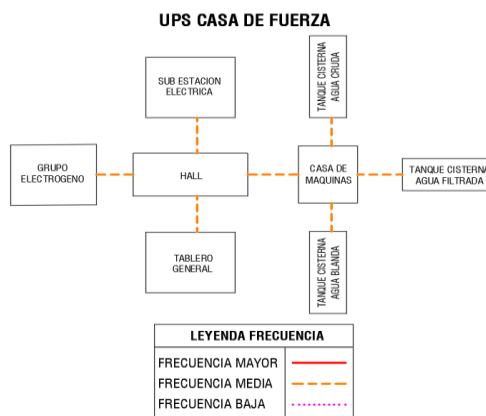 UPS CASA DE FUERZA
SUB ESTACION
ELECTRICA
TANQUE CISTERNA
AGUA CRUDA
GRUPO
ELECTROGENO
HALL
CASA DE
MAQUINAS
TANQUE CISTERNA
AGUA FILTRADA
TABLERO
GENERAL
TANQUE CISTERNA
AGUA BLANDA
LEYENDA FRECUENCIA
FRECUENCIA MAYOR
FRECUENCIA MEDIA
FRECUENCIA BAJA